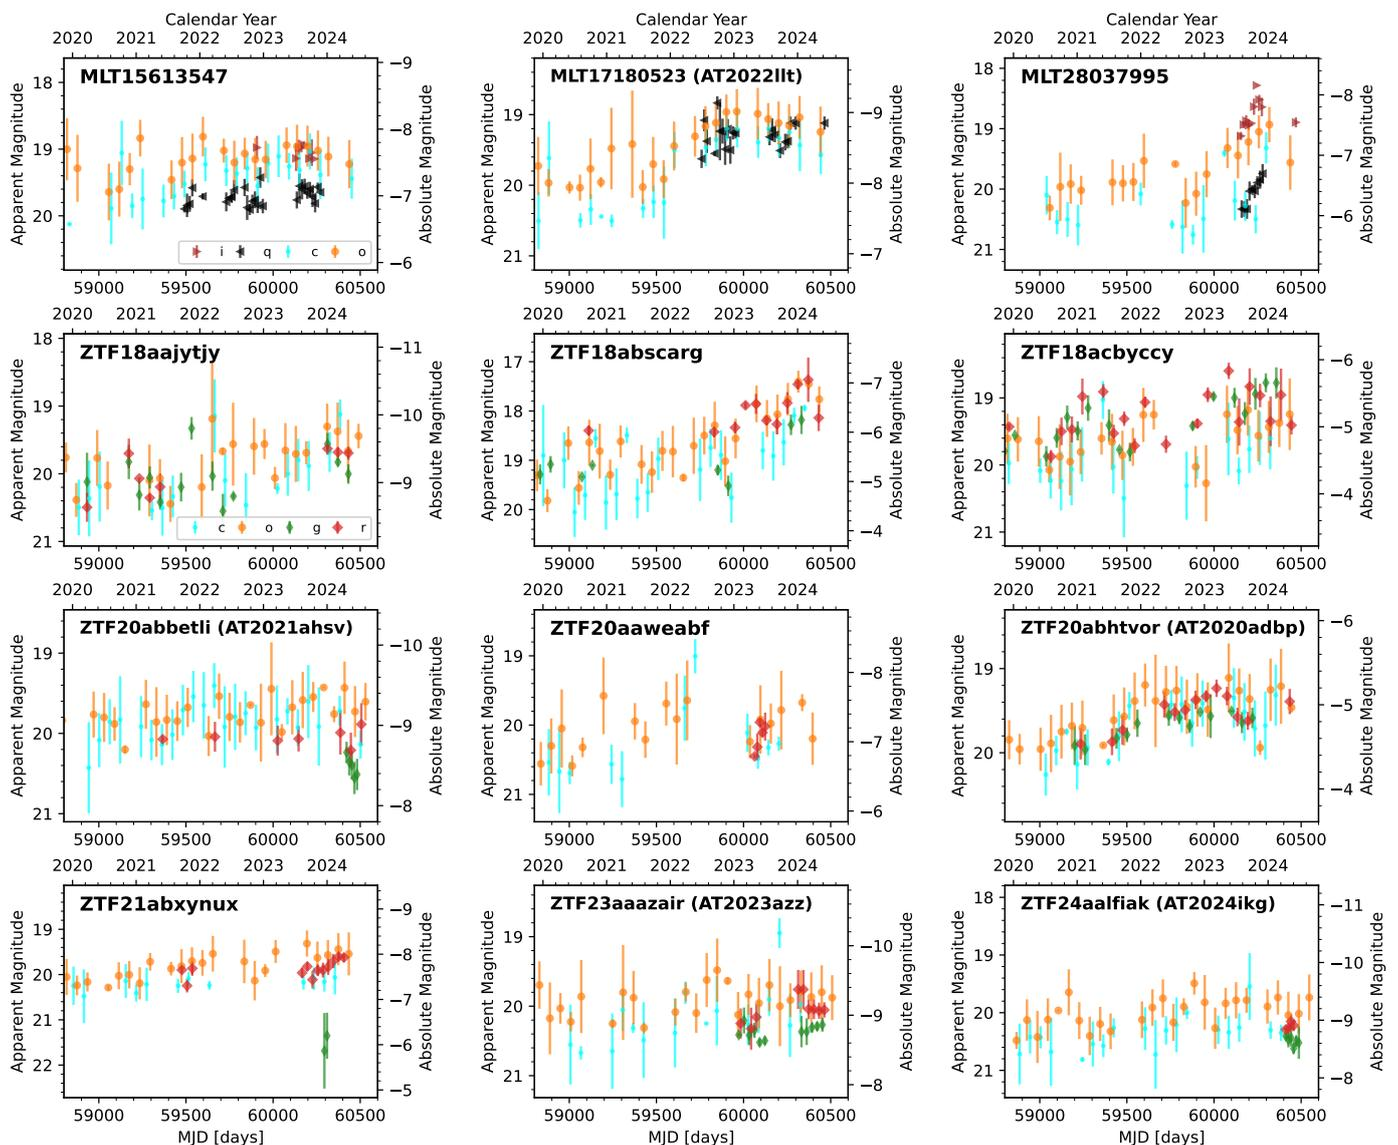 Calendar Year
2020 2021 2022 2023 2024
MLT15613547
Apparent Magnitude
18
19
20
−9
−8
−7
−6
Absolute Magnitude
i q c o
59000 59500 60000 60500
Calendar Year
2020 2021 2022 2023 2024
MLT17180523 (AT2022llt)
Apparent Magnitude
19
20
21
−9
−8
−7
Absolute Magnitude
59000 59500 60000 60500
Calendar Year
2020 2021 2022 2023 2024
MLT28037995
Apparent Magnitude
18
19
20
21
−8
−7
−6
Absolute Magnitude
59000 59500 60000 60500
2020 2021 2022 2023 2024
ZTF18aajytjy
Apparent Magnitude
18
19
20
21
−11
−10
−9
Absolute Magnitude
c o g r
59000 59500 60000 60500
2020 2021 2022 2023 2024
ZTF18abscarg
Apparent Magnitude
17
18
19
20
−7
−6
−5
−4
Absolute Magnitude
59000 59500 60000 60500
2020 2021 2022 2023 2024
ZTF18acbyccy
Apparent Magnitude
19
20
21
−6
−5
−4
Absolute Magnitude
59000 59500 60000 60500
2020 2021 2022 2023 2024
ZTF20abbetli (AT2021ahsv)
Apparent Magnitude
19
20
21
−10
−9
−8
Absolute Magnitude
59000 59500 60000 60500
2020 2021 2022 2023 2024
ZTF20aaweabf
Apparent Magnitude
19
20
21
−8
−7
−6
Absolute Magnitude
59000 59500 60000 60500
2020 2021 2022 2023 2024
ZTF20abhtvor (AT2020adbp)
Apparent Magnitude
19
20
−6
−5
−4
Absolute Magnitude
59000 59500 60000 60500
2020 2021 2022 2023 2024
ZTF21abxynux
Apparent Magnitude
19
20
21
22
−9
−8
−7
−6
−5
Absolute Magnitude
59000 59500 60000 60500
MJD [days]
2020 2021 2022 2023 2024
ZTF23aaazair (AT2023azz)
Apparent Magnitude
19
20
21
−10
−9
−8
Absolute Magnitude
59000 59500 60000 60500
MJD [days]
2020 2021 2022 2023 2024
ZTF24aalfiak (AT2024ikg)
Apparent Magnitude
18
19
20
21
−11
−10
−9
−8
Absolute Magnitude
59000 59500 60000 60500
MJD [days]